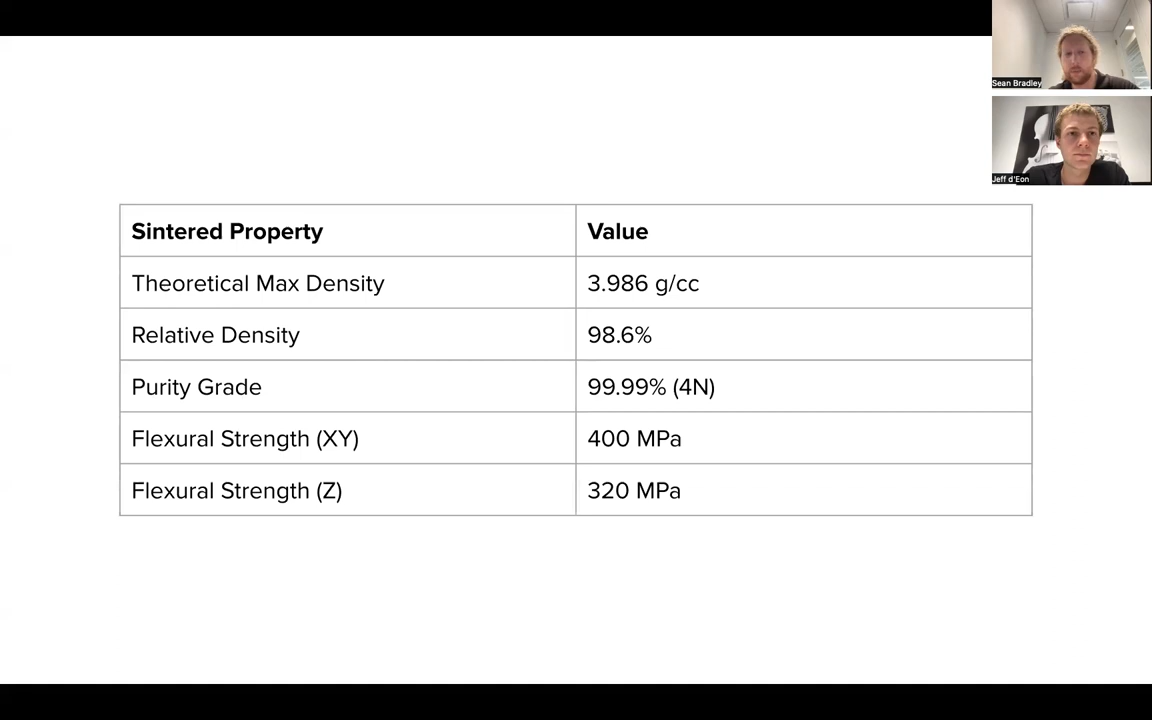 Sean Bradley
Jeff d'Eon
Sintered Property Value
Theoretical Max Density 3.986 g/cc
Relative Density 98.6%
Purity Grade 99.99% (4N)
Flexural Strength (XY) 400 MPa
Flexural Strength (Z) 320 MPa